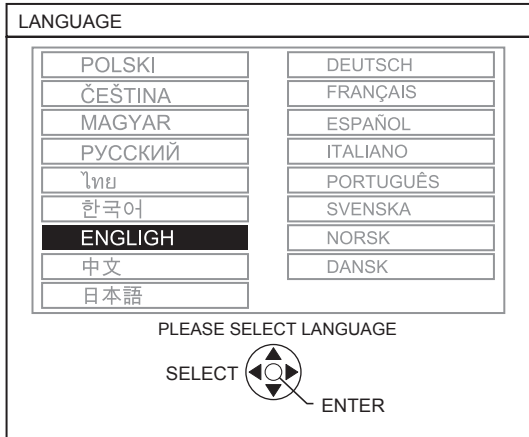 LANGUAGE
POLSKI
ČEŠTINA
MAGYAR
РУССКИЙ
ไทย
한국어
ENGLIGH
中文
日本語
DEUTSCH
FRANÇAIS
ESPAÑOL
ITALIANO
PORTUGUÊS
SVENSKA
NORSK
DANSK
PLEASE SELECT LANGUAGE
SELECT
ENTER